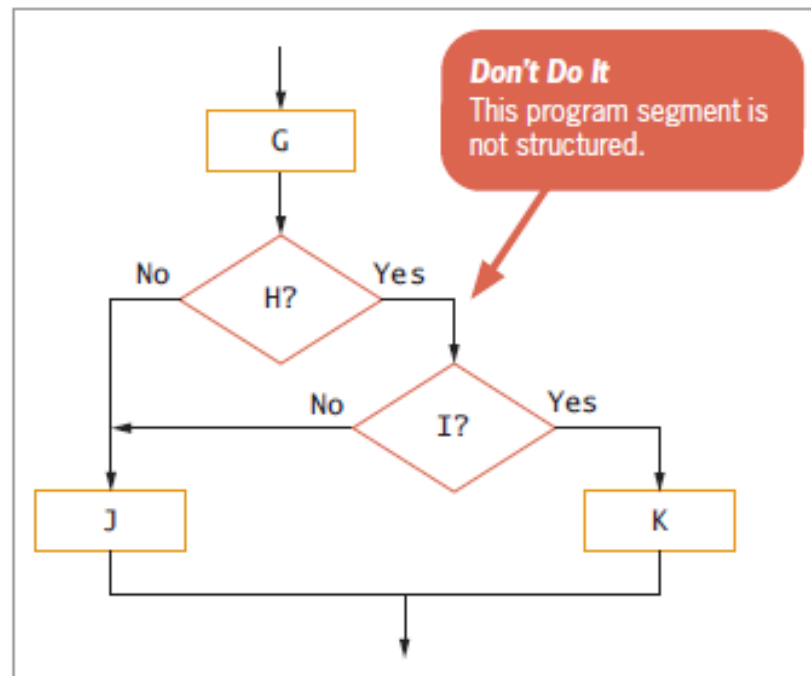 Don't Do It
This program segment is
not structured.
G
No
Yes
H?
No
Yes
I?
J
K